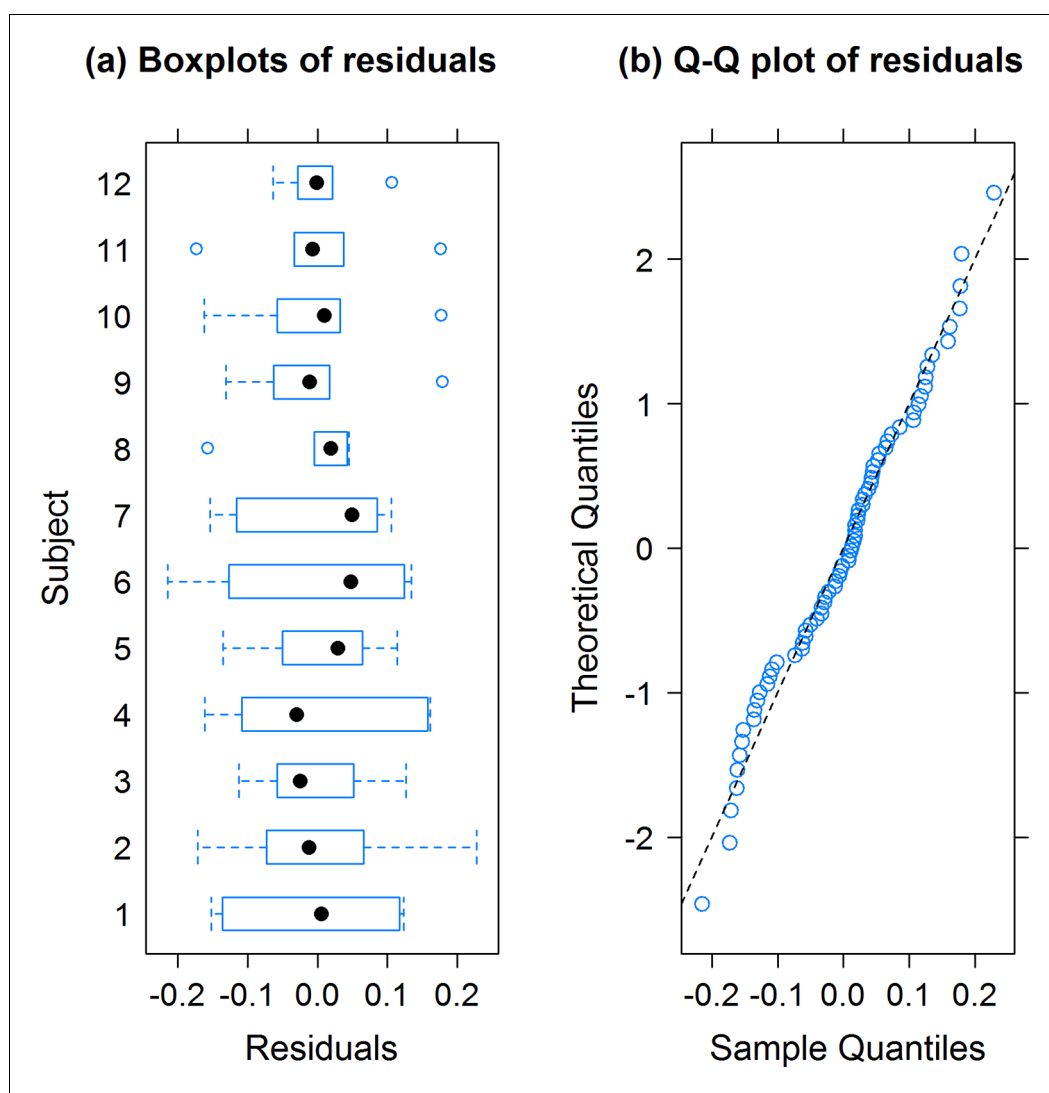 (a) Boxplots of residuals
(b) Q-Q plot of residuals
12
11
10
9
8
7
6
5
4
3
2
1
Subject
-0.2 -0.1 0.0 0.1 0.2
Residuals
2
1
0
-1
-2
Theoretical Quantiles
-0.2 -0.1 0.0 0.1 0.2
Sample Quantiles